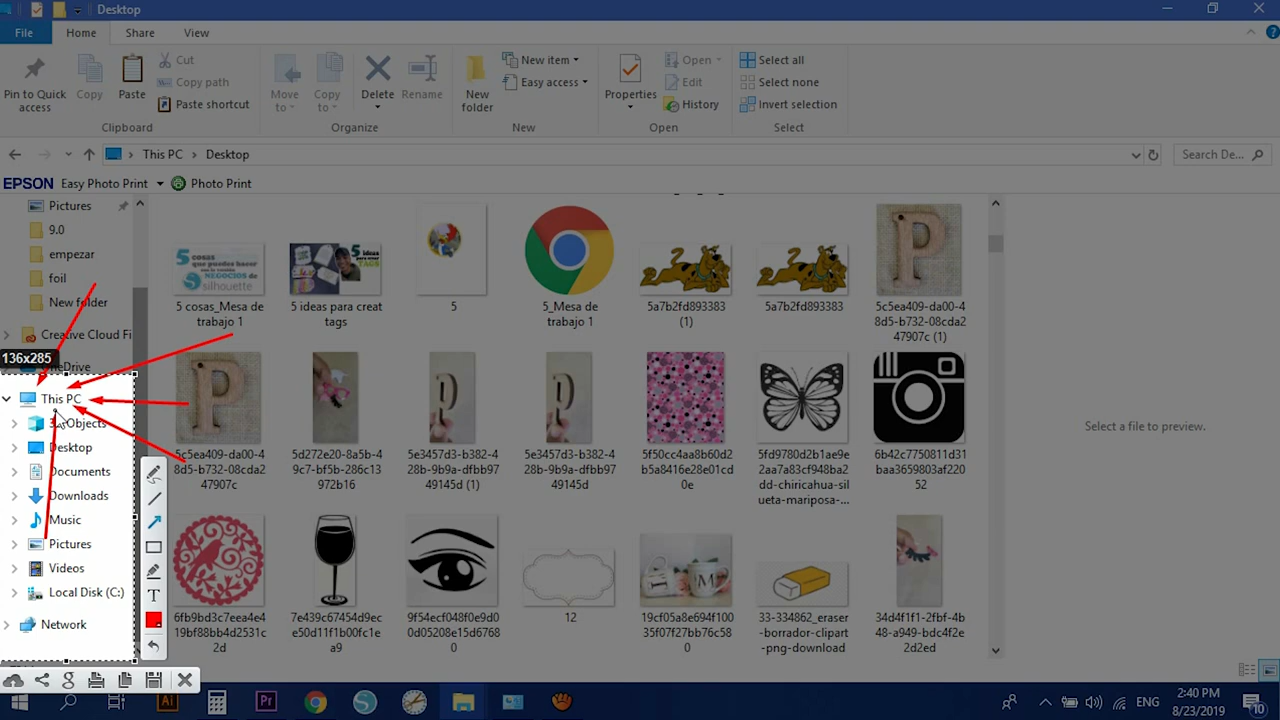 Desktop
File
Home
Share
View
Pin to Quick
access
Copy
Paste
Cut
Copy path
Paste shortcut
Clipboard
Move
to
Copy
to
Delete
Rename
Organize
New
folder
New item
Easy access
New
Properties
Open
Edit
History
Open
Select all
Select none
Invert selection
Select
This PC
Desktop
Search De...
EPSON
Easy Photo Print
Photo Print
Pictures
9.0
empezar
foil
New folder
Creative Cloud Fi
136x285
OneDrive
This PC
3D Objects
Desktop
Documents
Downloads
Music
Pictures
Videos
Local Disk (C:)
Network
5 cosas_Mesa de
trabajo 1
5 ideas para creat
tags
5
5_Mesa de
trabajo 1
5a7b2fd893383
(1)
5a7b2fd893383
5c5ea409-da00-4
8d5-b732-08cda2
47907c (1)
5c5ea409-da00-4
8d5-b732-08cda2
47907c
5d272e20-8a5b-4
9c7-bf5b-286c13
972b16
5e3457d3-b382-4
28b-9b9a-dfbb97
49145d (1)
5e3457d3-b382-4
28b-9b9a-dfbb97
49145d
5f50cc4aa8b60d2
b5a8416e28e01cd
0e
5fd9780d2b1ae9e
2aa7a83cf948ba2
dd-chiricahua-sil
ueta-mariposa-...
6b42c7750811d31
baa3659803af220
52
6fb9bd3c7eea4e4
19bf88bb4d2531c
2d
7e439c67454d9ec
e50d11f1b00fc1e
a9
9f54ecf048f0e9d0
0d05208e15d6768
0
12
19cf05a8e694f100
35f07f27bb76c58
0
33-334862_eraser
-borrador-clipart
-png-download
34d4f1f1-2fbf-4b
48-a949-bdc4f2e
2d2ed
Select a file to preview.
ENG
2:40 PM
8/23/2019
10